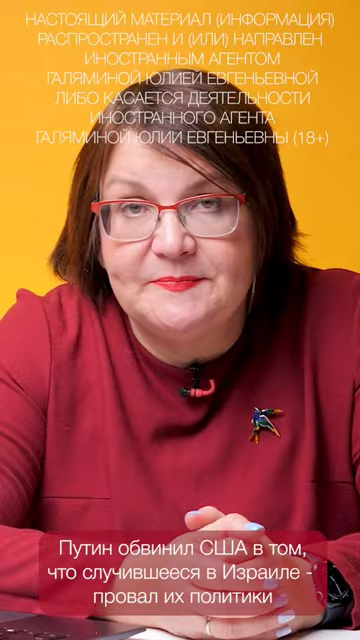 НАСТОЯЩИЙ МАТЕРИАЛ (ИНФОРМАЦИЯ)
РАСПРОСТРАНЕН И (ИЛИ) НАПРАВЛЕН
ИНОСТРАННЫМ АГЕНТОМ
ГАЛЯМИНОЙ ЮЛИЕЙ ЕВГЕНЬЕВНОЙ
ЛИБО КАСАЕТСЯ ДЕЯТЕЛЬНОСТИ
ИНОСТРАННОГО АГЕНТА
ГАЛЯМИНОЙ ЮЛИИ ЕВГЕНЬЕВНЫ (18+)
Путин обвинил США в том,
что случившееся в Израиле -
провал их политики